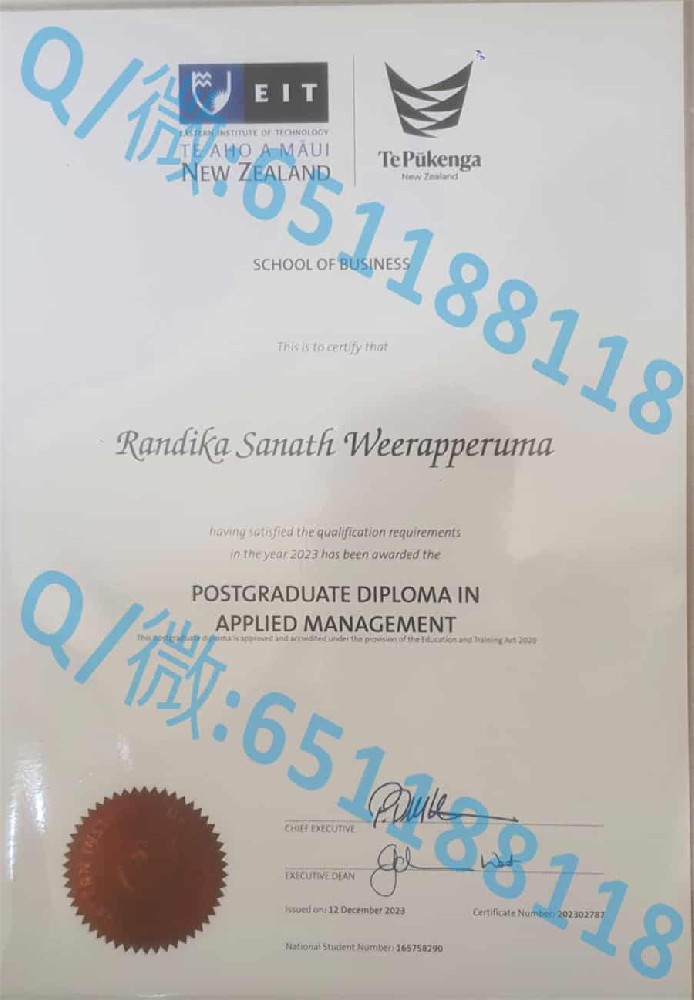 EIT
EASTERN INSTITUTE OF TECHNOLOGY
TE AHO A MĀUI
NEW ZEALAND
Te Pūkenga
New Zealand
Q/微:651188118
SCHOOL OF BUSINESS
This is to certify that
Randika Sanath Weerapperuma
having satisfied the qualification requirements
in the year 2023 has been awarded the
POSTGRADUATE DIPLOMA IN
APPLIED MANAGEMENT
This postgraduate diploma is approved and accredited under the provision of the Education and Training Act 2020
Q/微:651188118
CHIEF EXECUTIVE
EXECUTIVE DEAN
Issued on: 12 December 2023
Certificate Number: 202302787
National Student Number: 165758290